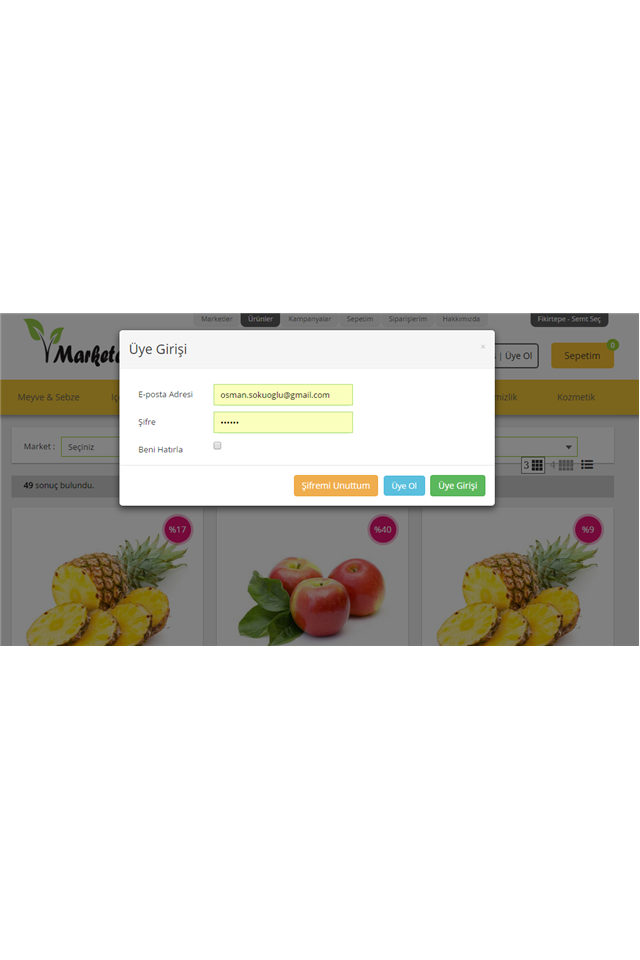 Marketler Ürünler Kampanyalar Sepetim Siparişlerim Hakkımızda Fikirtepe - Semt Seç
Üye Girişi ×
| Üye Ol Sepetim 0
Meyve & Sebze Kozmetik
E-posta Adresi osman.sokuoglu@gmail.com
Şifre ••••••
Beni Hatırla
Market : Seçiniz
3 4
Şifremi Unuttum Üye Ol Üye Girişi
49 sonuç bulundu.
%17 %40 %9